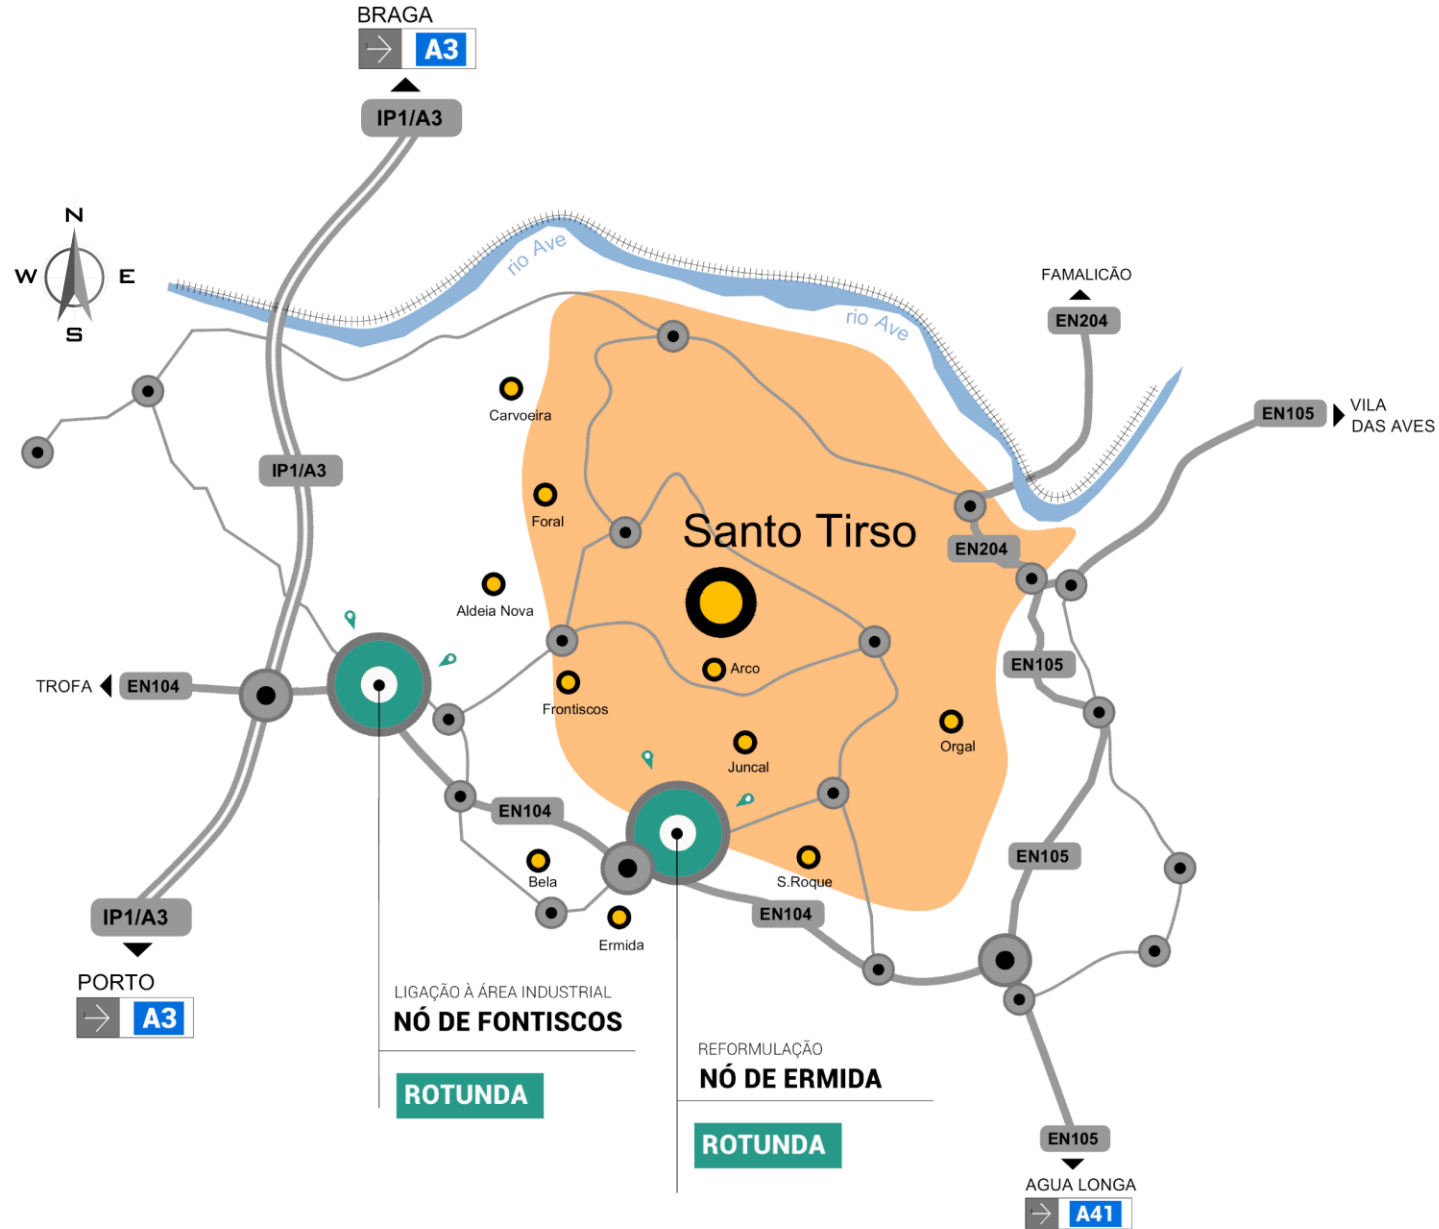 BRAGA
A3
IP1/A3
N
W
E
S
rio Ave
rio Ave
FAMALICÃO
EN204
EN105
VILA
DAS AVES
Carvoeira
IP1/A3
Foral
Santo Tirso
EN204
Aldeia Nova
EN105
Arco
TROFA
EN104
Frontiscos
Orgal
Juncal
EN104
EN105
Bela
S.Roque
IP1/A3
EN104
Ermida
PORTO
A3
LIGAÇÃO À ÁREA INDUSTRIAL
NÓ DE FONTISCOS
ROTUNDA
REFORMULAÇÃO
NÓ DE ERMIDA
ROTUNDA
EN105
AGUA LONGA
A41